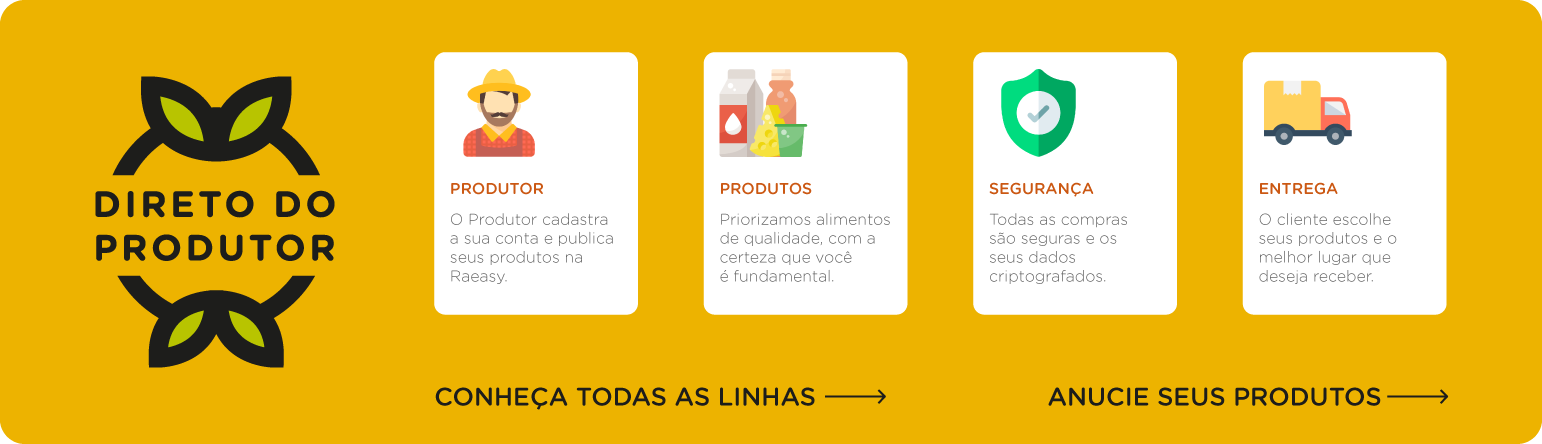 DIRETO DO
PRODUTOR
PRODUTOR
O Produtor cadastra
a sua conta e publica
seus produtos na
Raeasy.
PRODUTOS
Priorizamos alimentos
de qualidade, com a
certeza que você
é fundamental.
SEGURANÇA
Todas as compras
são seguras e os
seus dados
criptografados.
ENTREGA
O cliente escolhe
seus produtos e o
melhor lugar que
deseja receber.
CONHEÇA TODAS AS LINHAS
ANUCIE SEUS PRODUTOS